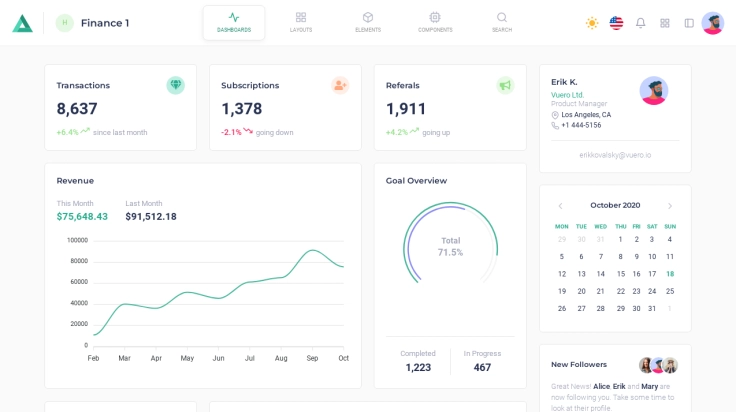 H
Finance 1
DASHBOARDS
LAYOUTS
ELEMENTS
COMPONENTS
SEARCH
Transactions
8,637
+6.4% since last month
Subscriptions
1,378
-2.1% going down
Referals
1,911
+4.2% going up
Erik K.
Vuero Ltd.
Product Manager
Los Angeles, CA
+1 444-5156
erikkovalsky@vuero.io
Revenue
This Month
$75,648.43
Last Month
$91,512.18
100000
80000
60000
40000
20000
0
Feb Mar Apr May Jun Jul Aug Sep Oct
Goal Overview
Total
71.5%
Completed
1,223
In Progress
467
October 2020
MON TUE WED THU FRI SAT SUN
29 30 31 1 2 3 4
5 6 7 8 9 10 11
12 13 14 15 16 17 18
19 20 21 22 23 24 25
26 27 28 29 30 31 1
New Followers
Great News! Alice, Erik and Mary are
now following you. Take some time to
look at their profile.